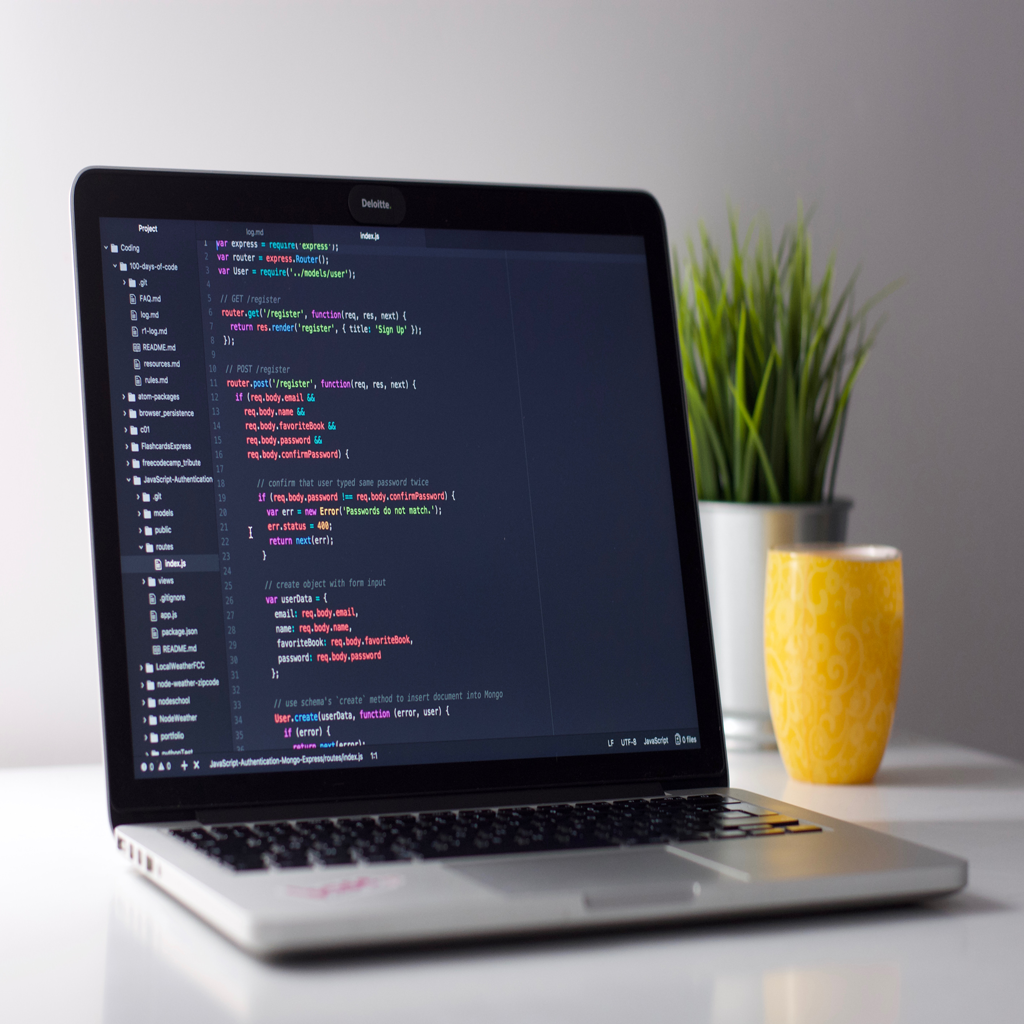 Deloitte.
Project
log.md
index.js
Coding
100-days-of-code
.git
FAQ.md
log.md
r1-log.md
README.md
resources.md
rules.md
atom-packages
browser_persistence
c01
FlashcardsExpress
freecodecamp_tribute
JavaScript-Authentication
.git
models
public
routes
index.js
views
.gitignore
app.js
package.json
README.md
LocalWeatherFCC
node-weather-zipcode
nodeschool
NodeWeather
portfolio
pythonTest
1 var express = require('express');
2 var router = express.Router();
3 var User = require('../models/user');
4
5 // GET /register
6 router.get('/register', function(req, res, next) {
7 return res.render('register', { title: 'Sign Up' });
8 });
9
10 // POST /register
11 router.post('/register', function(req, res, next) {
12 if (req.body.email &&
13 req.body.name &&
14 req.body.favoriteBook &&
15 req.body.password &&
16 req.body.confirmPassword) {
17
18 // confirm that user typed same password twice
19 if (req.body.password !== req.body.confirmPassword) {
20 var err = new Error('Passwords do not match.');
21 err.status = 400;
22 return next(err);
23 }
24
25 // create object with form input
26 var userData = {
27 email: req.body.email,
28 name: req.body.name,
29 favoriteBook: req.body.favoriteBook,
30 password: req.body.password
31 };
32
33 // use schema's `create` method to insert document into Mongo
34 User.create(userData, function (error, user) {
35 if (error) {
36 return next(error);
0 0 + × JavaScript-Authentication-Mongo-Express/routes/index.js 1:1 LF UTF-8 JavaScript 0 files